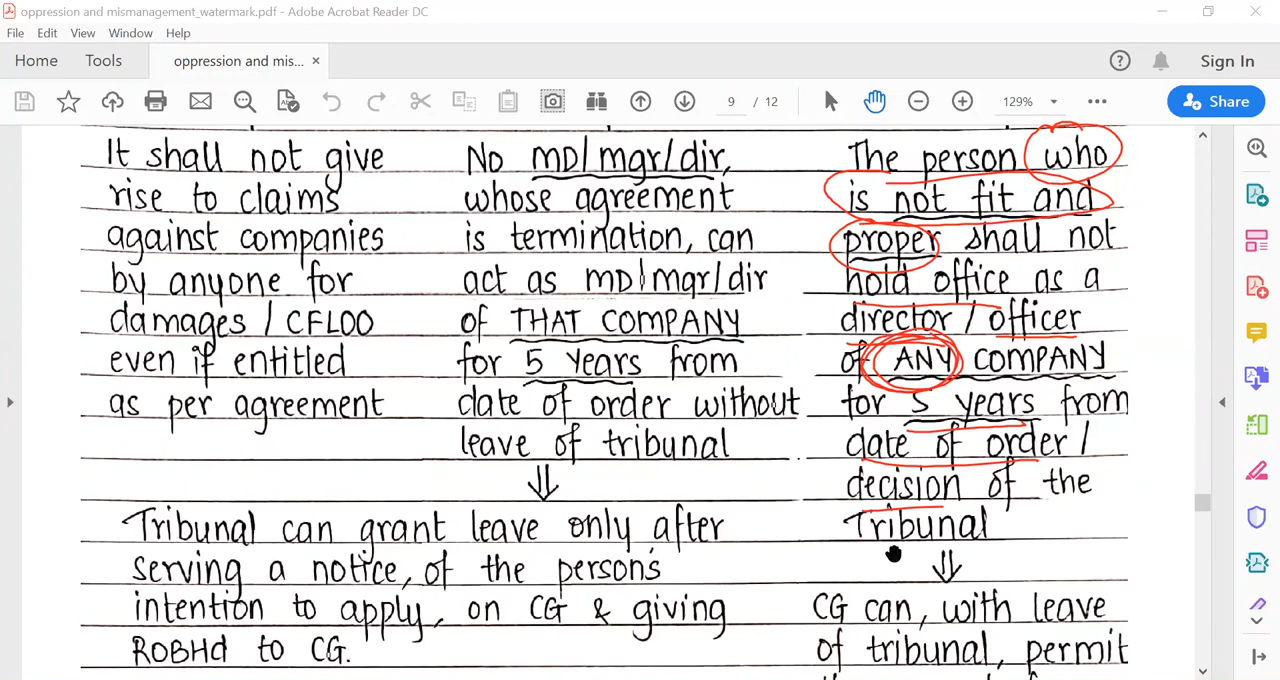 oppression and mismanagement_watermark.pdf - Adobe Acrobat Reader DC
File Edit View Window Help
Home Tools oppression and mis... × Sign In
9 / 12 129% Share
It shall not give
rise to claims
against companies
by anyone for
damages / CFLOO
even if entitled
as per agreement
No MD/mgr/dir,
whose agreement
is termination, can
act as MD/mgr/dir
of THAT COMPANY
for 5 years from
date of order without
leave of tribunal
⇓
Tribunal can grant leave only after
serving a notice, of the person's
intention to apply, on CG & giving
ROBHd to CG.
The person who
is not fit and
proper shall not
hold office as a
director / officer
of ANY COMPANY
for 5 years from
date of order /
decision of the
Tribunal
⇓
CG can, with leave
of tribunal, permit